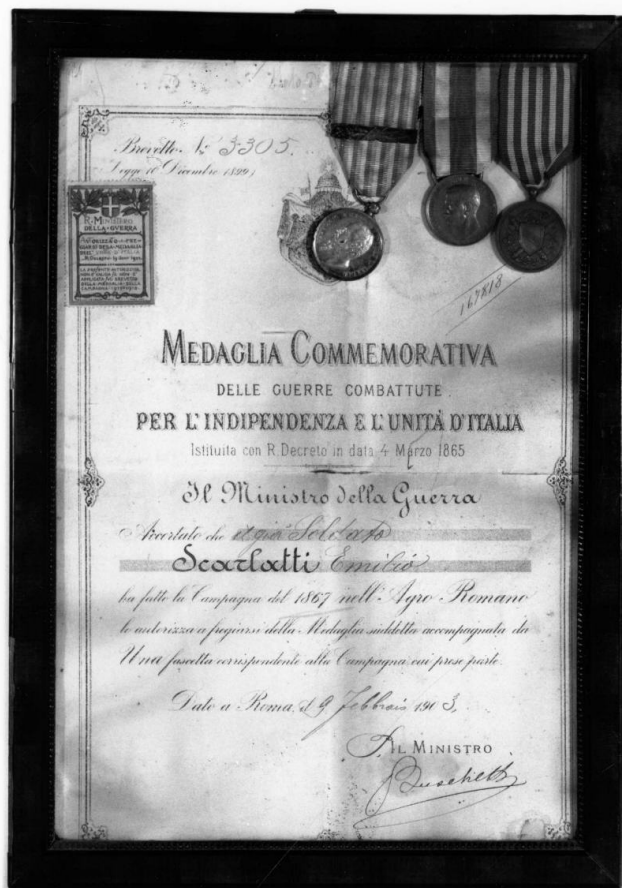 Brevetto N.º 3305.
Legge 10 Dicembre 1899
R. MINISTERO
DELLA GUERRA
167818
MEDAGLIA COMMEMORATIVA
DELLE GUERRE COMBATTUTE
PER L'INDIPENDENZA E L'UNITÀ D'ITALIA
Istituita con R. Decreto in data 4 Marzo 1865
Il Ministro della Guerra
Accertato che il già Soldato
Scarlatti Emilio
ha fatto la Campagna del 1867 nell'Agro Romano
lo autorizza a fregiarsi della Medaglia suddetta accompagnata da
Una fascetta corrispondente alla Campagna cui prese parte.
Dato a Roma, il 9 Febbraio 1903.
P. IL MINISTRO